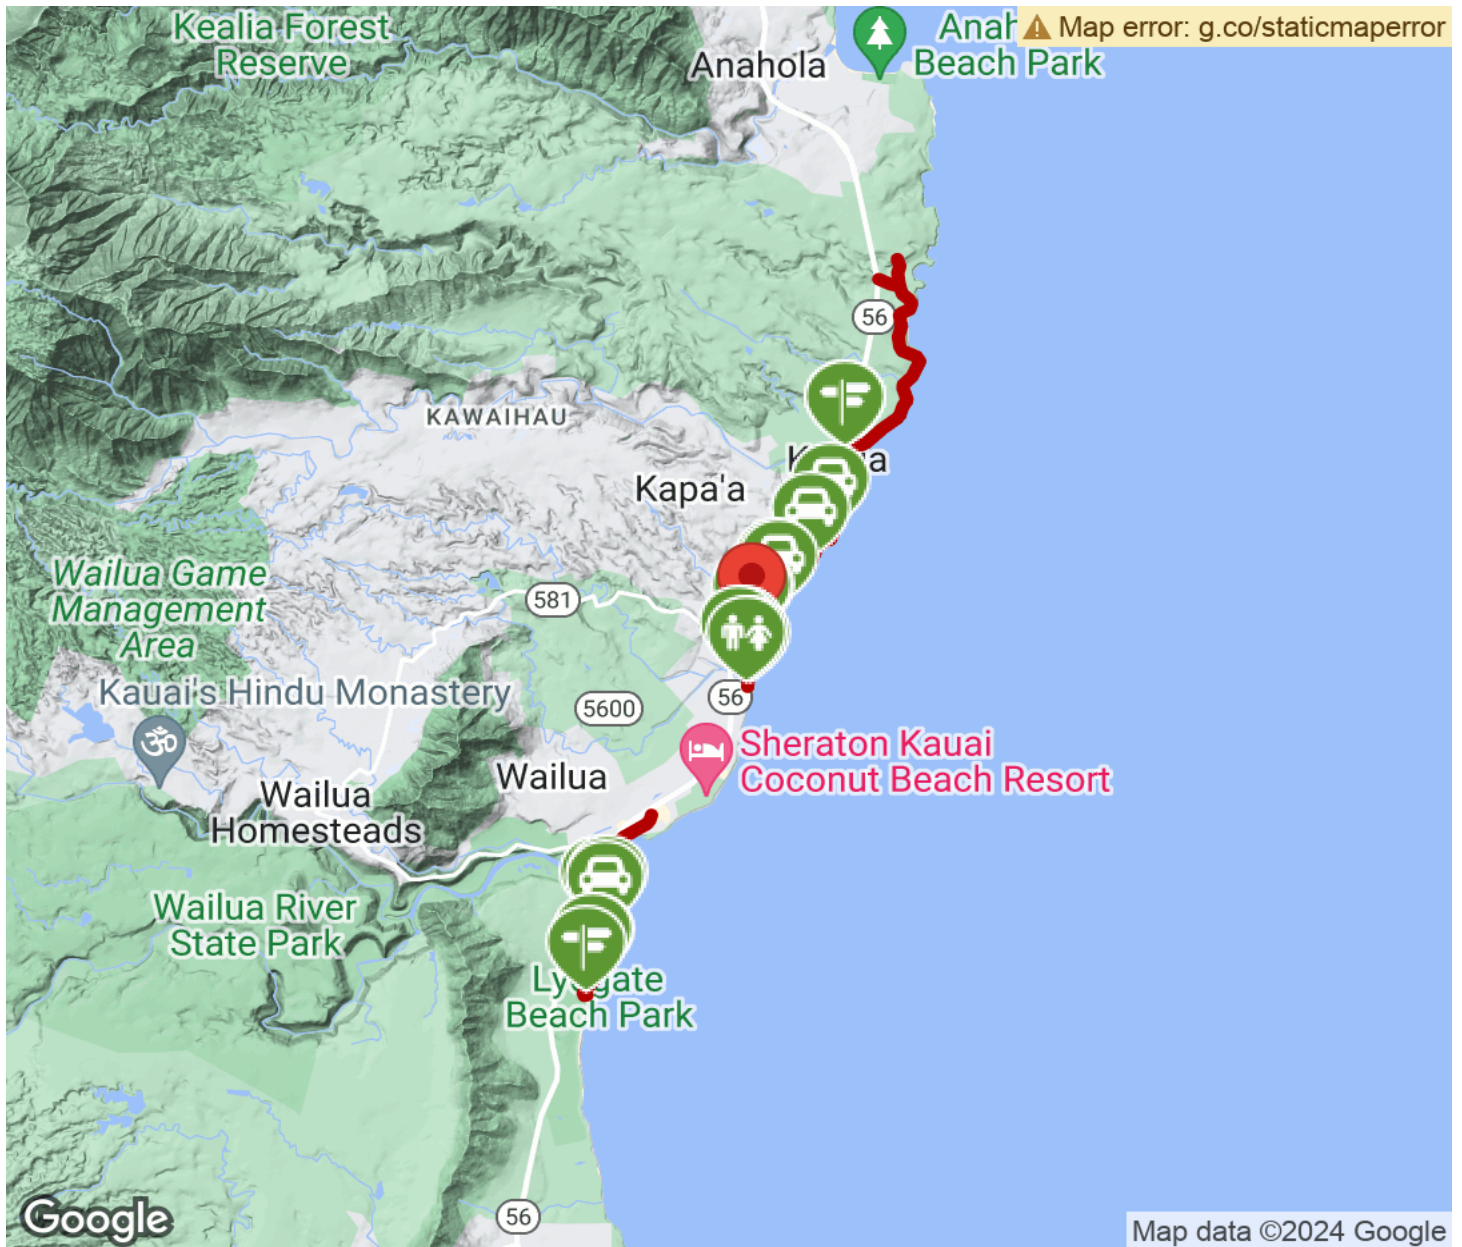 Kealia Forest
Reserve
Anahola
Anah
Beach Park
Map error: g.co/staticmaperror
56
KAWAIHAU
Kapa'a
Wailua Game
Management
Area
581
Kauai's Hindu Monastery
5600
56
Sheraton Kauai
Coconut Beach Resort
Wailua
Wailua
Homesteads
Wailua River
State Park
Beach Park
56
Google
Map data ©2024 Google